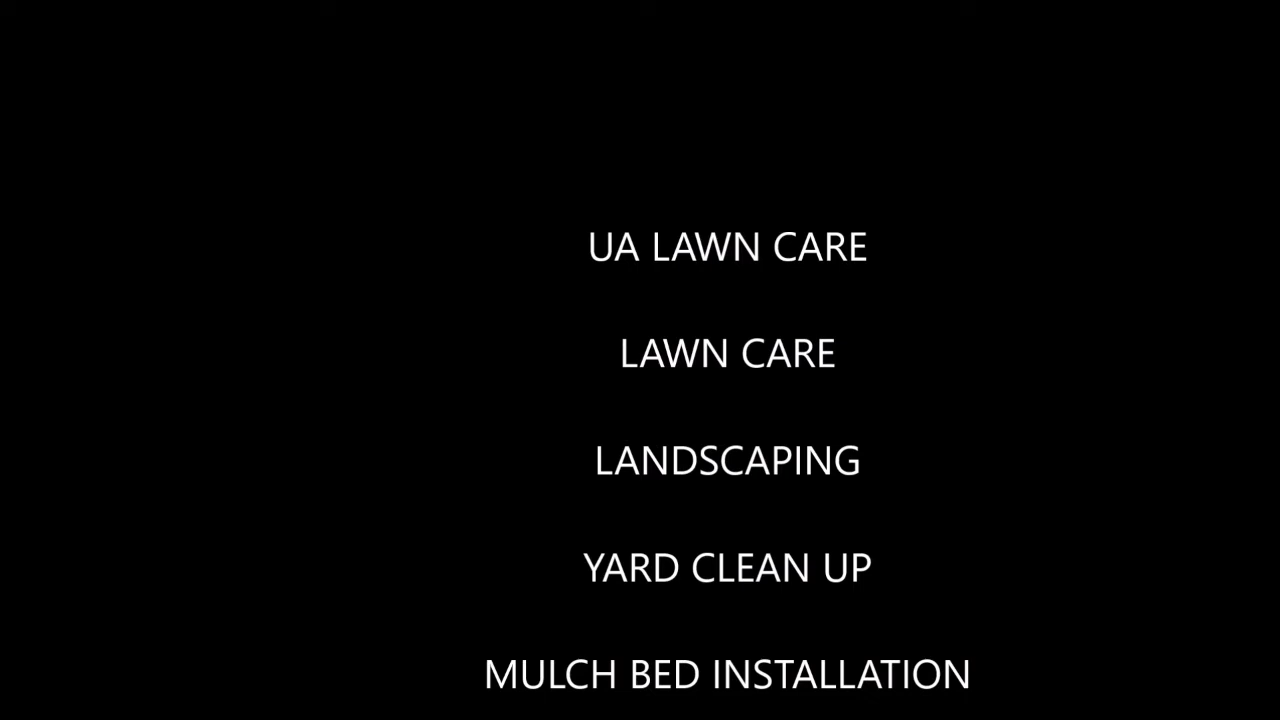 UA LAWN CARE
LAWN CARE
LANDSCAPING
YARD CLEAN UP
MULCH BED INSTALLATION